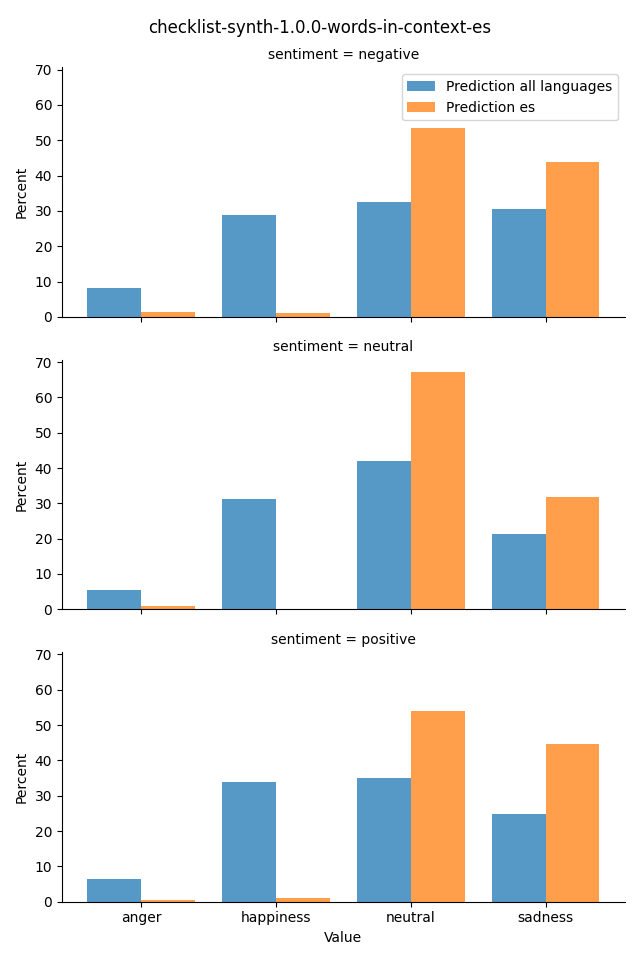 checklist-synth-1.0.0-words-in-context-es
sentiment = negative
70
60
50
40
30
20
10
0
Percent
Prediction all languages
Prediction es
sentiment = neutral
70
60
50
40
30
20
10
0
Percent
sentiment = positive
70
60
50
40
30
20
10
0
Percent
anger happiness neutral sadness
Value